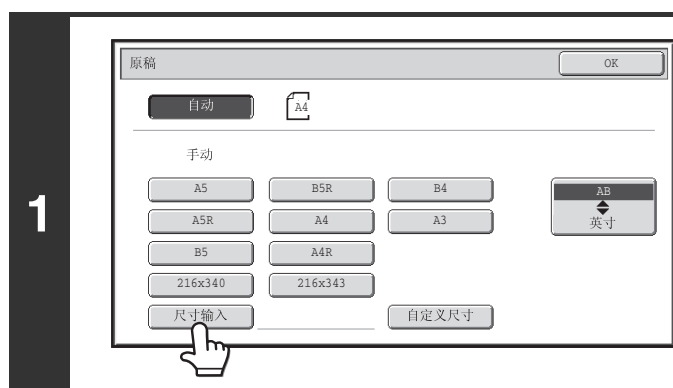 1
原稿 OK
自动 A4
手动
A5 B5R B4 AB
A5R A4 A3 英寸
B5 A4R
216x340 216x343
尺寸输入 自定义尺寸